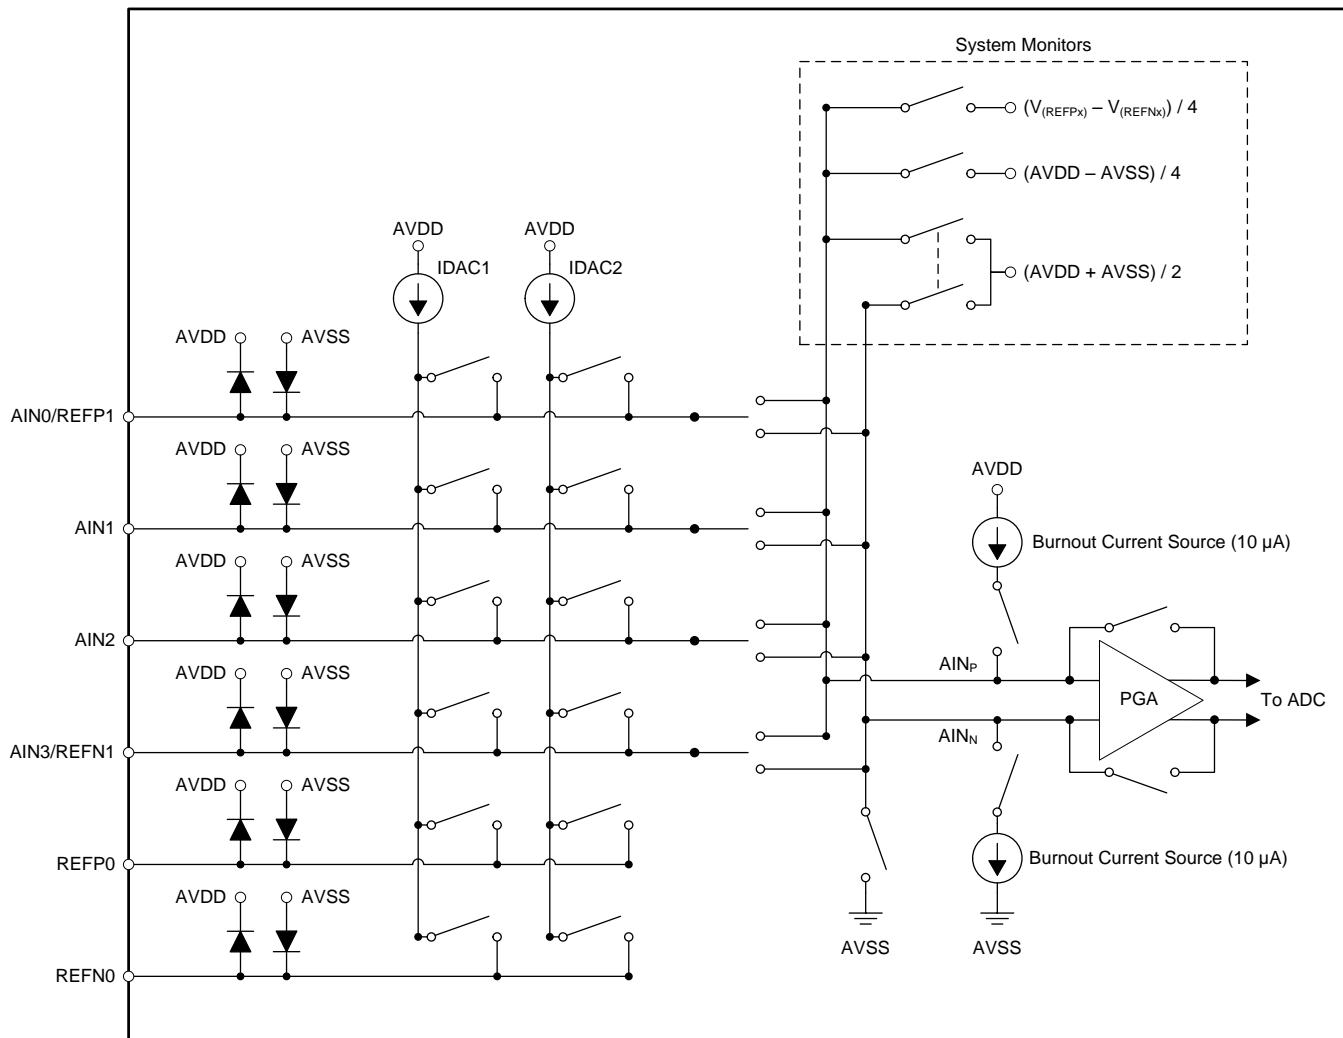 System Monitors
(V(REFPx) – V(REFNx)) / 4
(AVDD – AVSS) / 4
(AVDD + AVSS) / 2
AVDD
AVDD
IDAC1
IDAC2
AVDD
AVSS
AIN0/REFP1
AVDD
AVSS
AIN1
AVDD
AVSS
AIN2
AVDD
AVSS
AIN3/REFN1
AVDD
AVSS
REFP0
AVDD
AVSS
REFN0
AVDD
Burnout Current Source (10 µA)
AINP
PGA
To ADC
AINN
Burnout Current Source (10 µA)
AVSS
AVSS